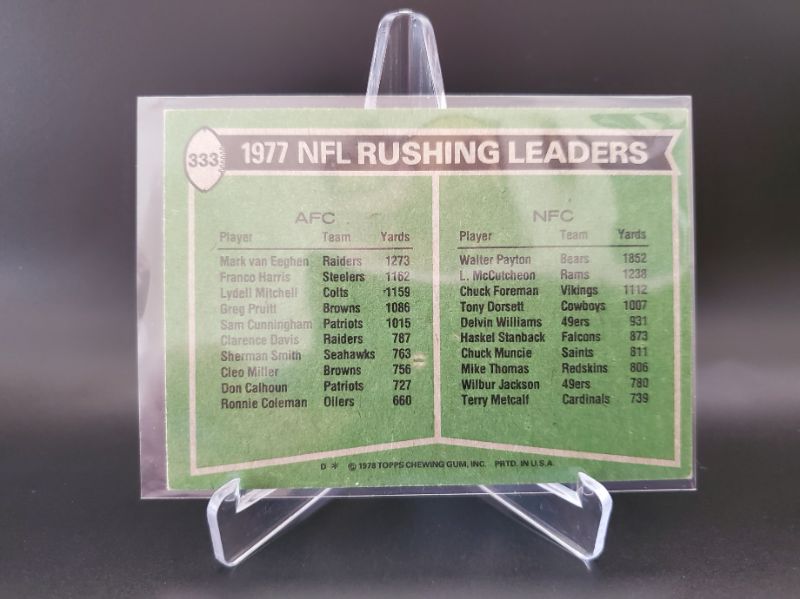 333
1977 NFL RUSHING LEADERS
AFC
Player Team Yards
Mark van Eeghen Raiders 1273
Franco Harris Steelers 1162
Lydell Mitchell Colts 1159
Greg Pruitt Browns 1086
Sam Cunningham Patriots 1015
Clarence Davis Raiders 787
Sherman Smith Seahawks 763
Cleo Miller Browns 756
Don Calhoun Patriots 727
Ronnie Coleman Oilers 660
NFC
Player Team Yards
Walter Payton Bears 1852
L. McCutcheon Rams 1238
Chuck Foreman Vikings 1112
Tony Dorsett Cowboys 1007
Delvin Williams 49ers 931
Haskel Stanback Falcons 873
Chuck Muncie Saints 811
Mike Thomas Redskins 806
Wilbur Jackson 49ers 780
Terry Metcalf Cardinals 739
D * © 1978 TOPPS CHEWING GUM, INC. PRTD. IN U.S.A.